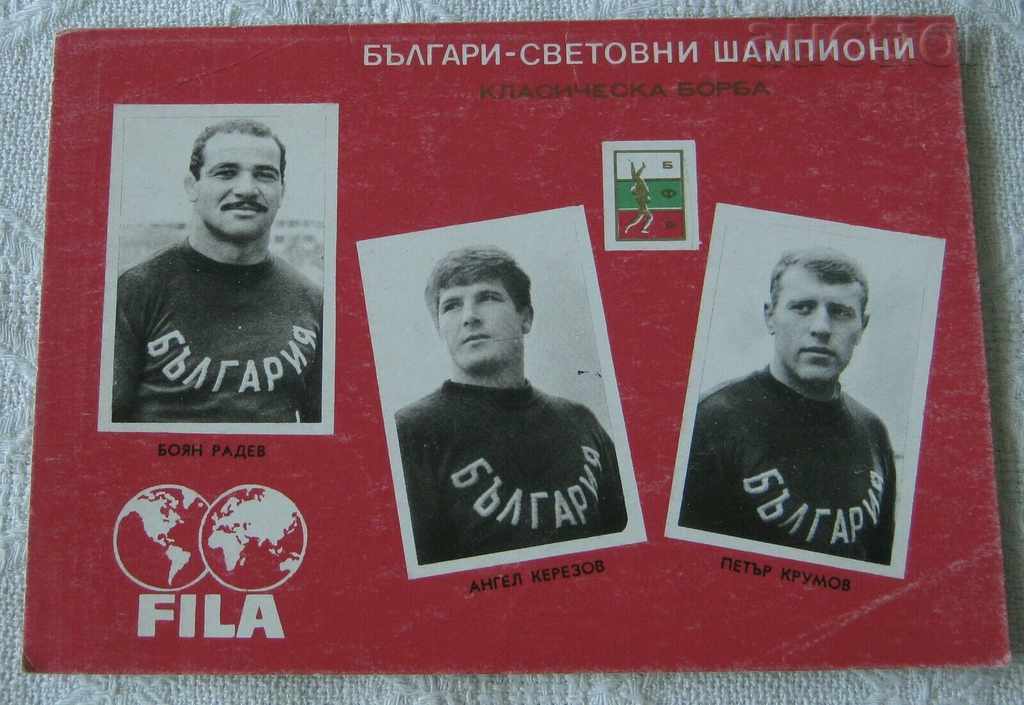 БЪЛГАРИ-СВЕТОВНИ ШАМПИОНИ
КЛАСИЧЕСКА БОРБА
Б
Ф
Б
БЪЛГАРИЯ
БОЯН РАДЕВ
БЪЛГАРИЯ
АНГЕЛ КЕРЕЗОВ
БЪЛГАРИЯ
ПЕТЪР КРУМОВ
FILA